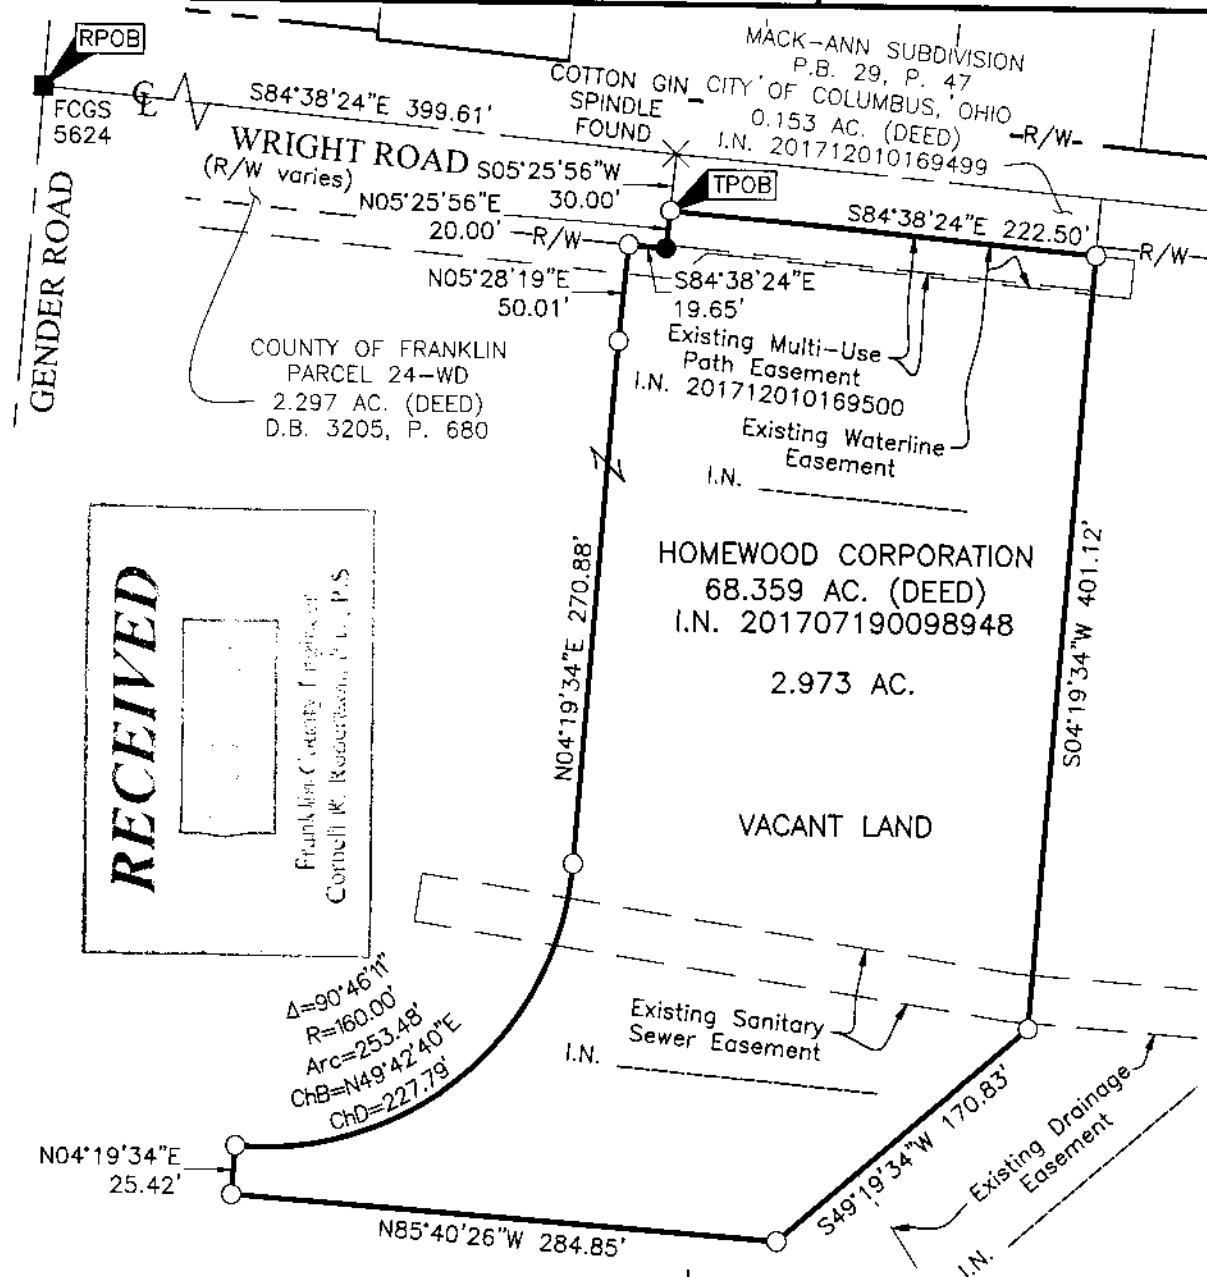 RPOB
FCGS
5624
S84°38'24"E 399.61'
WRIGHT ROAD
(R/W varies)
GENDER ROAD
COTTON GIN
SPINDLE
FOUND
MACK-ANN SUBDIVISION
P.B. 29, P. 47
CITY OF COLUMBUS, OHIO
0.153 AC. (DEED)
I.N. 201712010169499
-R/W-
S05°25'56"W
30.00'
TPOB
N05°25'56"E
20.00'
-R/W-
S84°38'24"E 222.50'
-R/W-
N05°28'19"E
50.01'
S84°38'24"E
19.65'
Existing Multi-Use
Path Easement
I.N. 201712010169500
COUNTY OF FRANKLIN
PARCEL 24-WD
2.297 AC. (DEED)
D.B. 3205, P. 680
Existing Waterline
Easement
I.N.
HOMEWOOD CORPORATION
68.359 AC. (DEED)
I.N. 201707190098948
2.973 AC.
VACANT LAND
N04°19'34"E 270.88'
S04°19'34"W 401.12'
RECEIVED
Franklin County Engineer
P.S
Δ=90°46'11"
R=160.00'
Arc=253.48'
ChB=N49°42'40"E
ChD=227.79'
Existing Sanitary
Sewer Easement
I.N.
N04°19'34"E
25.42'
N85°40'26"W 284.85'
S49°19'34"W 170.83'
Existing Drainage
Easement
I.N.